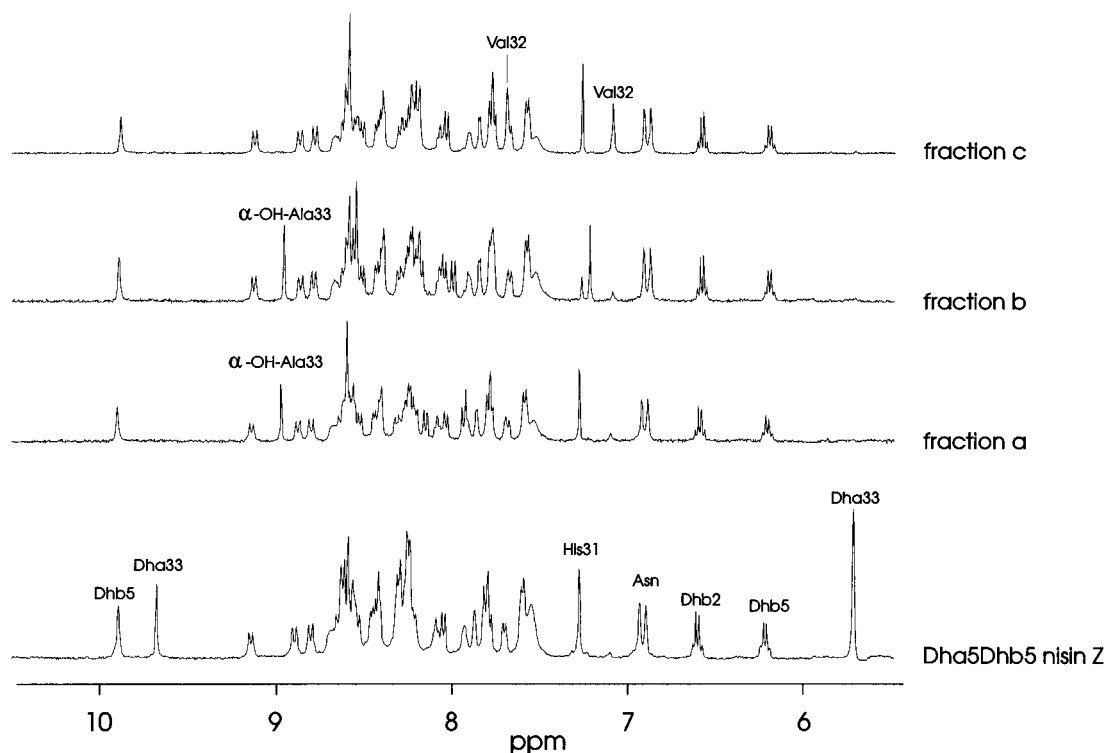 Val32
Val32
fraction c
α-OH-Ala33
fraction b
α-OH-Ala33
fraction a
Dha33
Dhb5
Dha33
His31
Asn
Dhb2
Dhb5
Dha5Dhb5 nisin Z
10 9 8 7 6
ppm